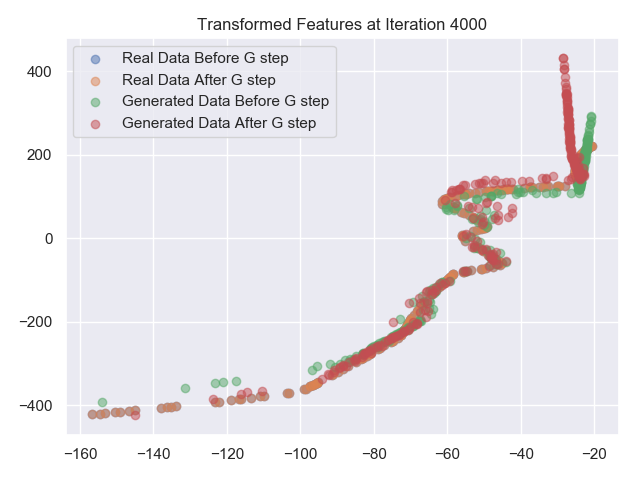 Transformed Features at Iteration 4000
Real Data Before G step
Real Data After G step
Generated Data Before G step
Generated Data After G step
400
200
0
−200
−400
−160 −140 −120 −100 −80 −60 −40 −20